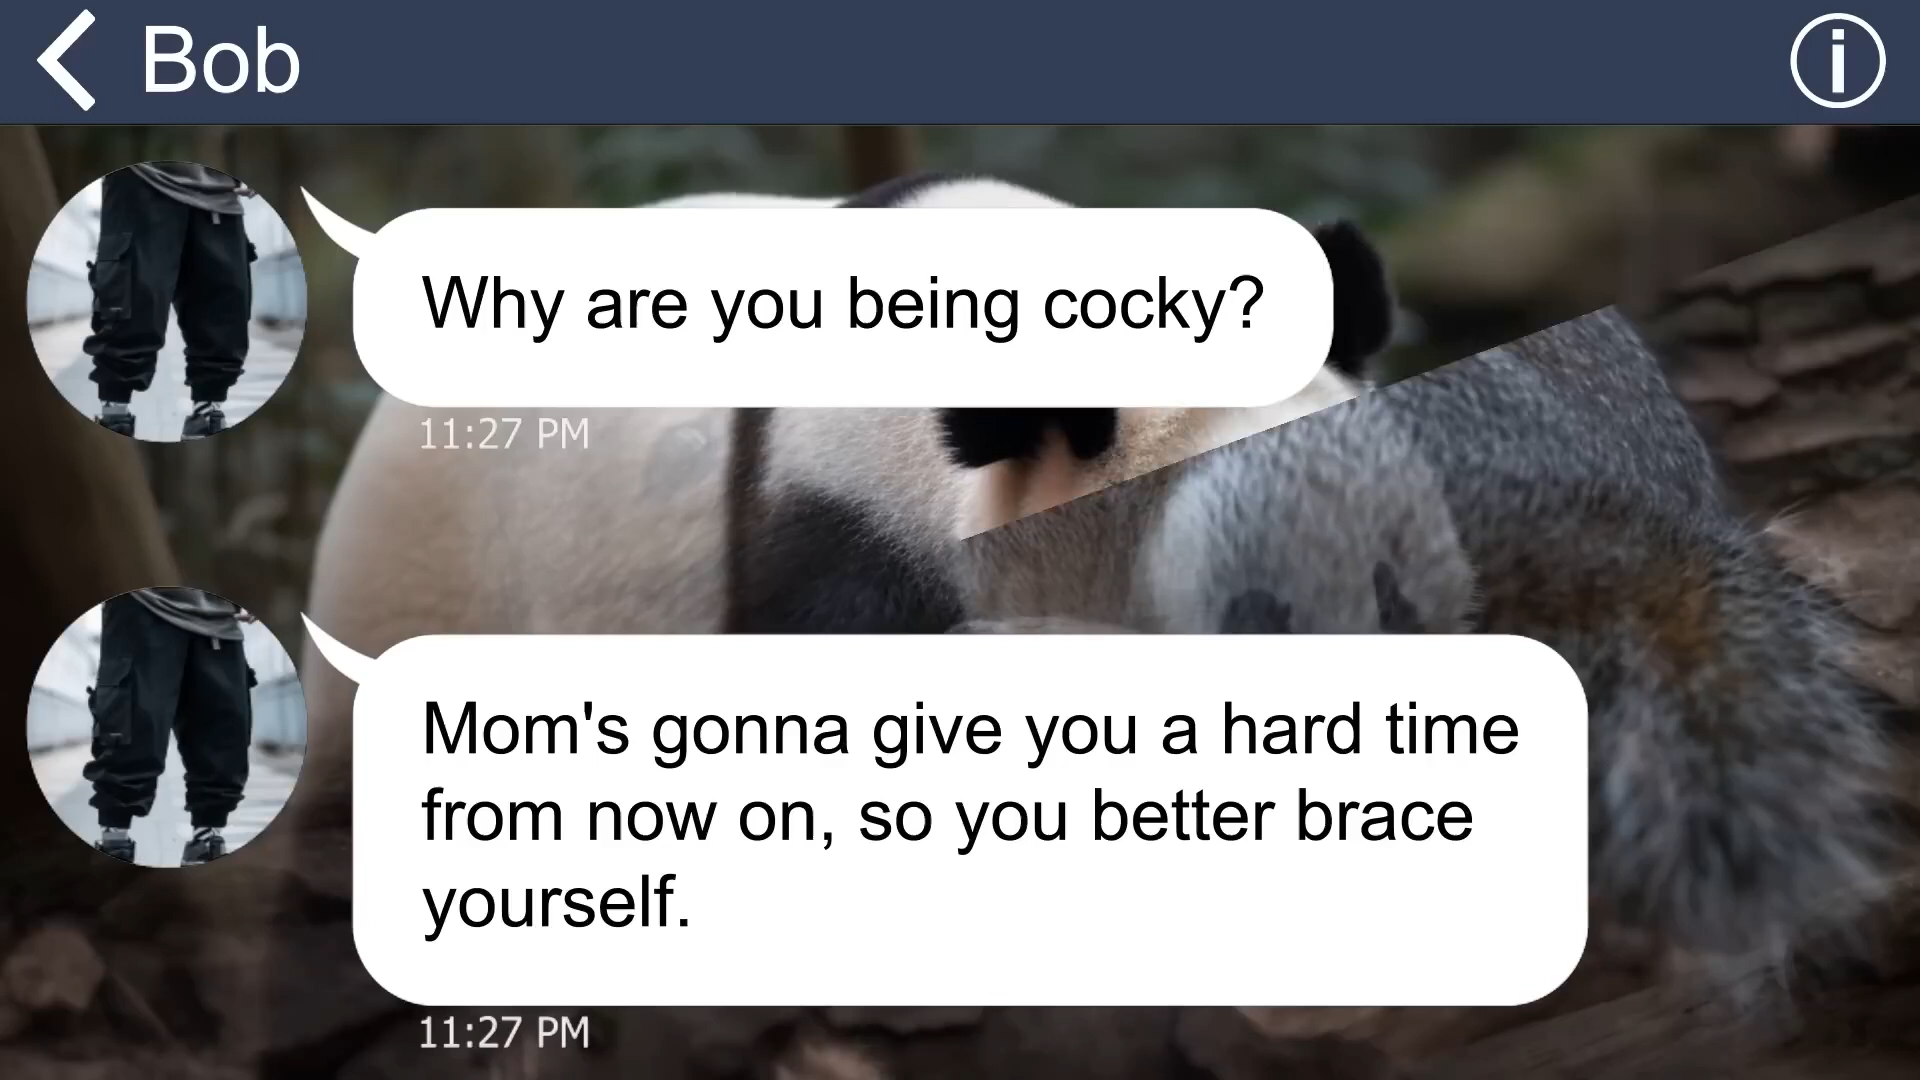 Bob
Why are you being cocky?
11:27 PM
Mom's gonna give you a hard time
from now on, so you better brace
yourself.
11:27 PM